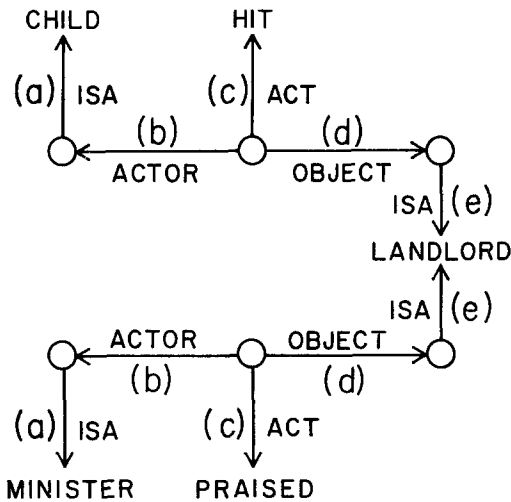 CHILD HIT
(a) ISA (c) ACT
(b) (d)
ACTOR OBJECT
ISA (e)
LANDLORD
ISA (e)
ACTOR OBJECT
(b) (d)
(a) ISA (c) ACT
MINISTER PRAISED